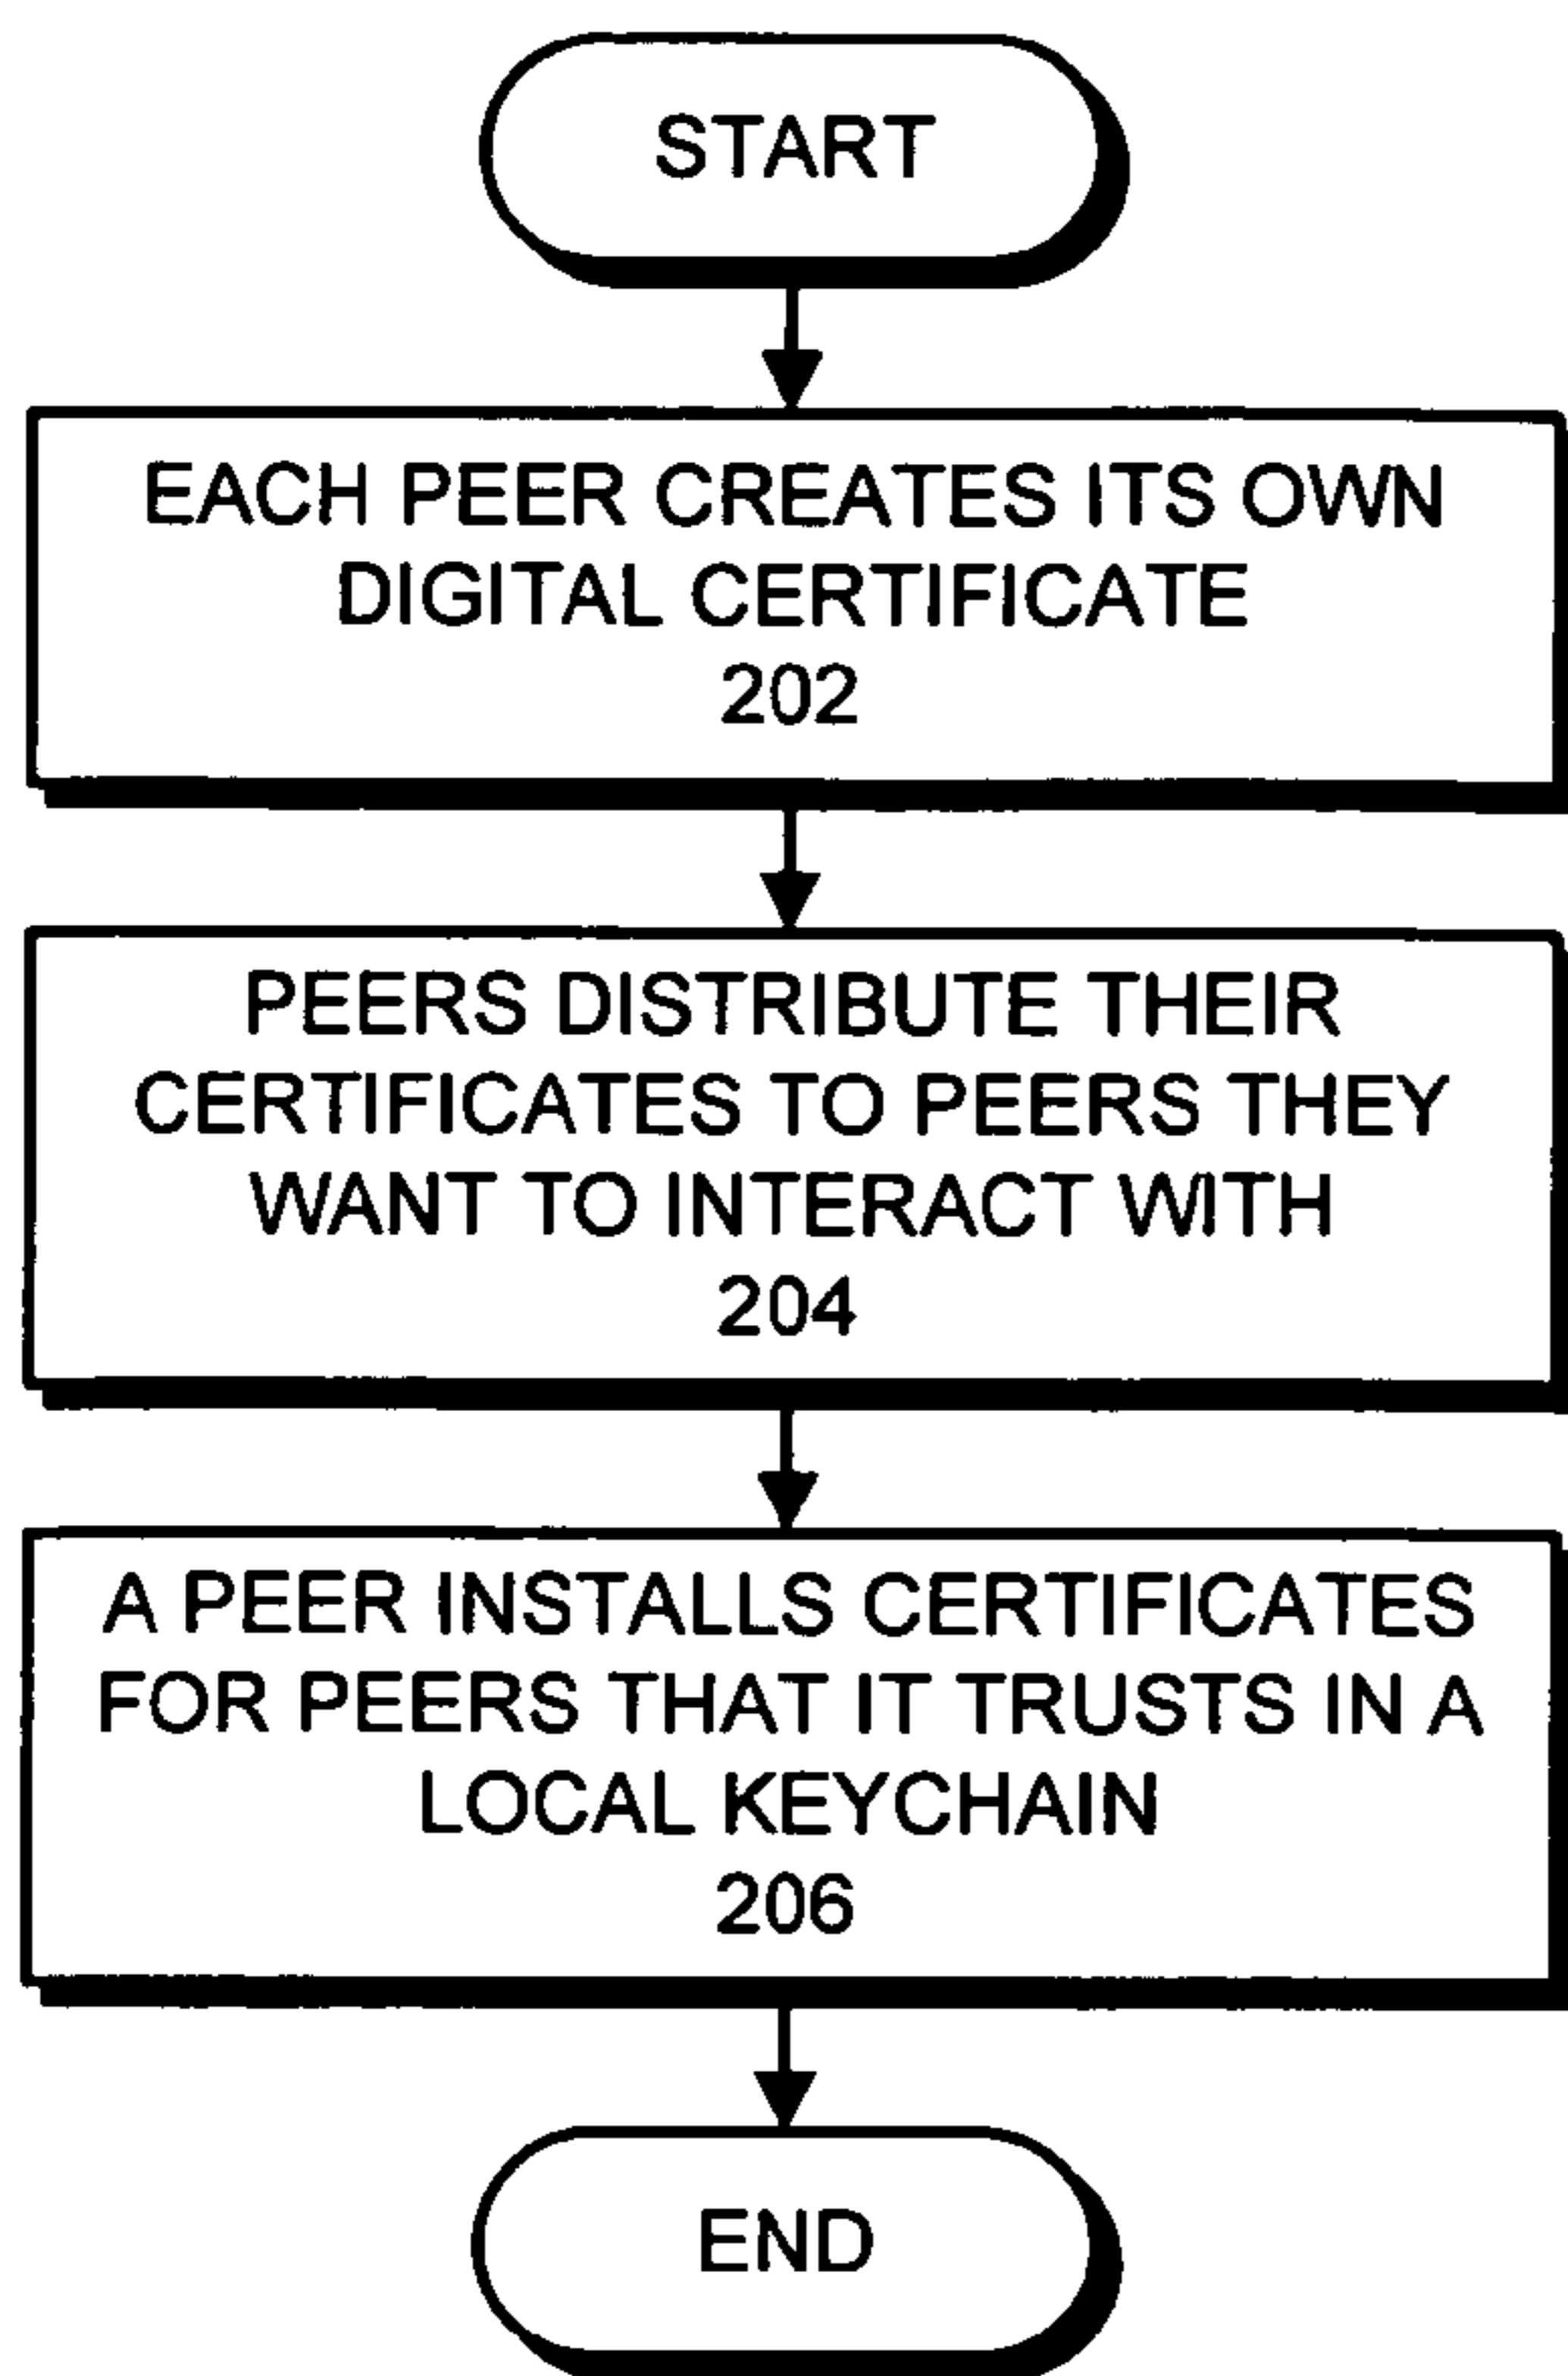 START
EACH PEER CREATES ITS OWN
DIGITAL CERTIFICATE
202
PEERS DISTRIBUTE THEIR
CERTIFICATES TO PEERS THEY
WANT TO INTERACT WITH
204
A PEER INSTALLS CERTIFICATES
FOR PEERS THAT IT TRUSTS IN A
LOCAL KEYCHAIN
206
END